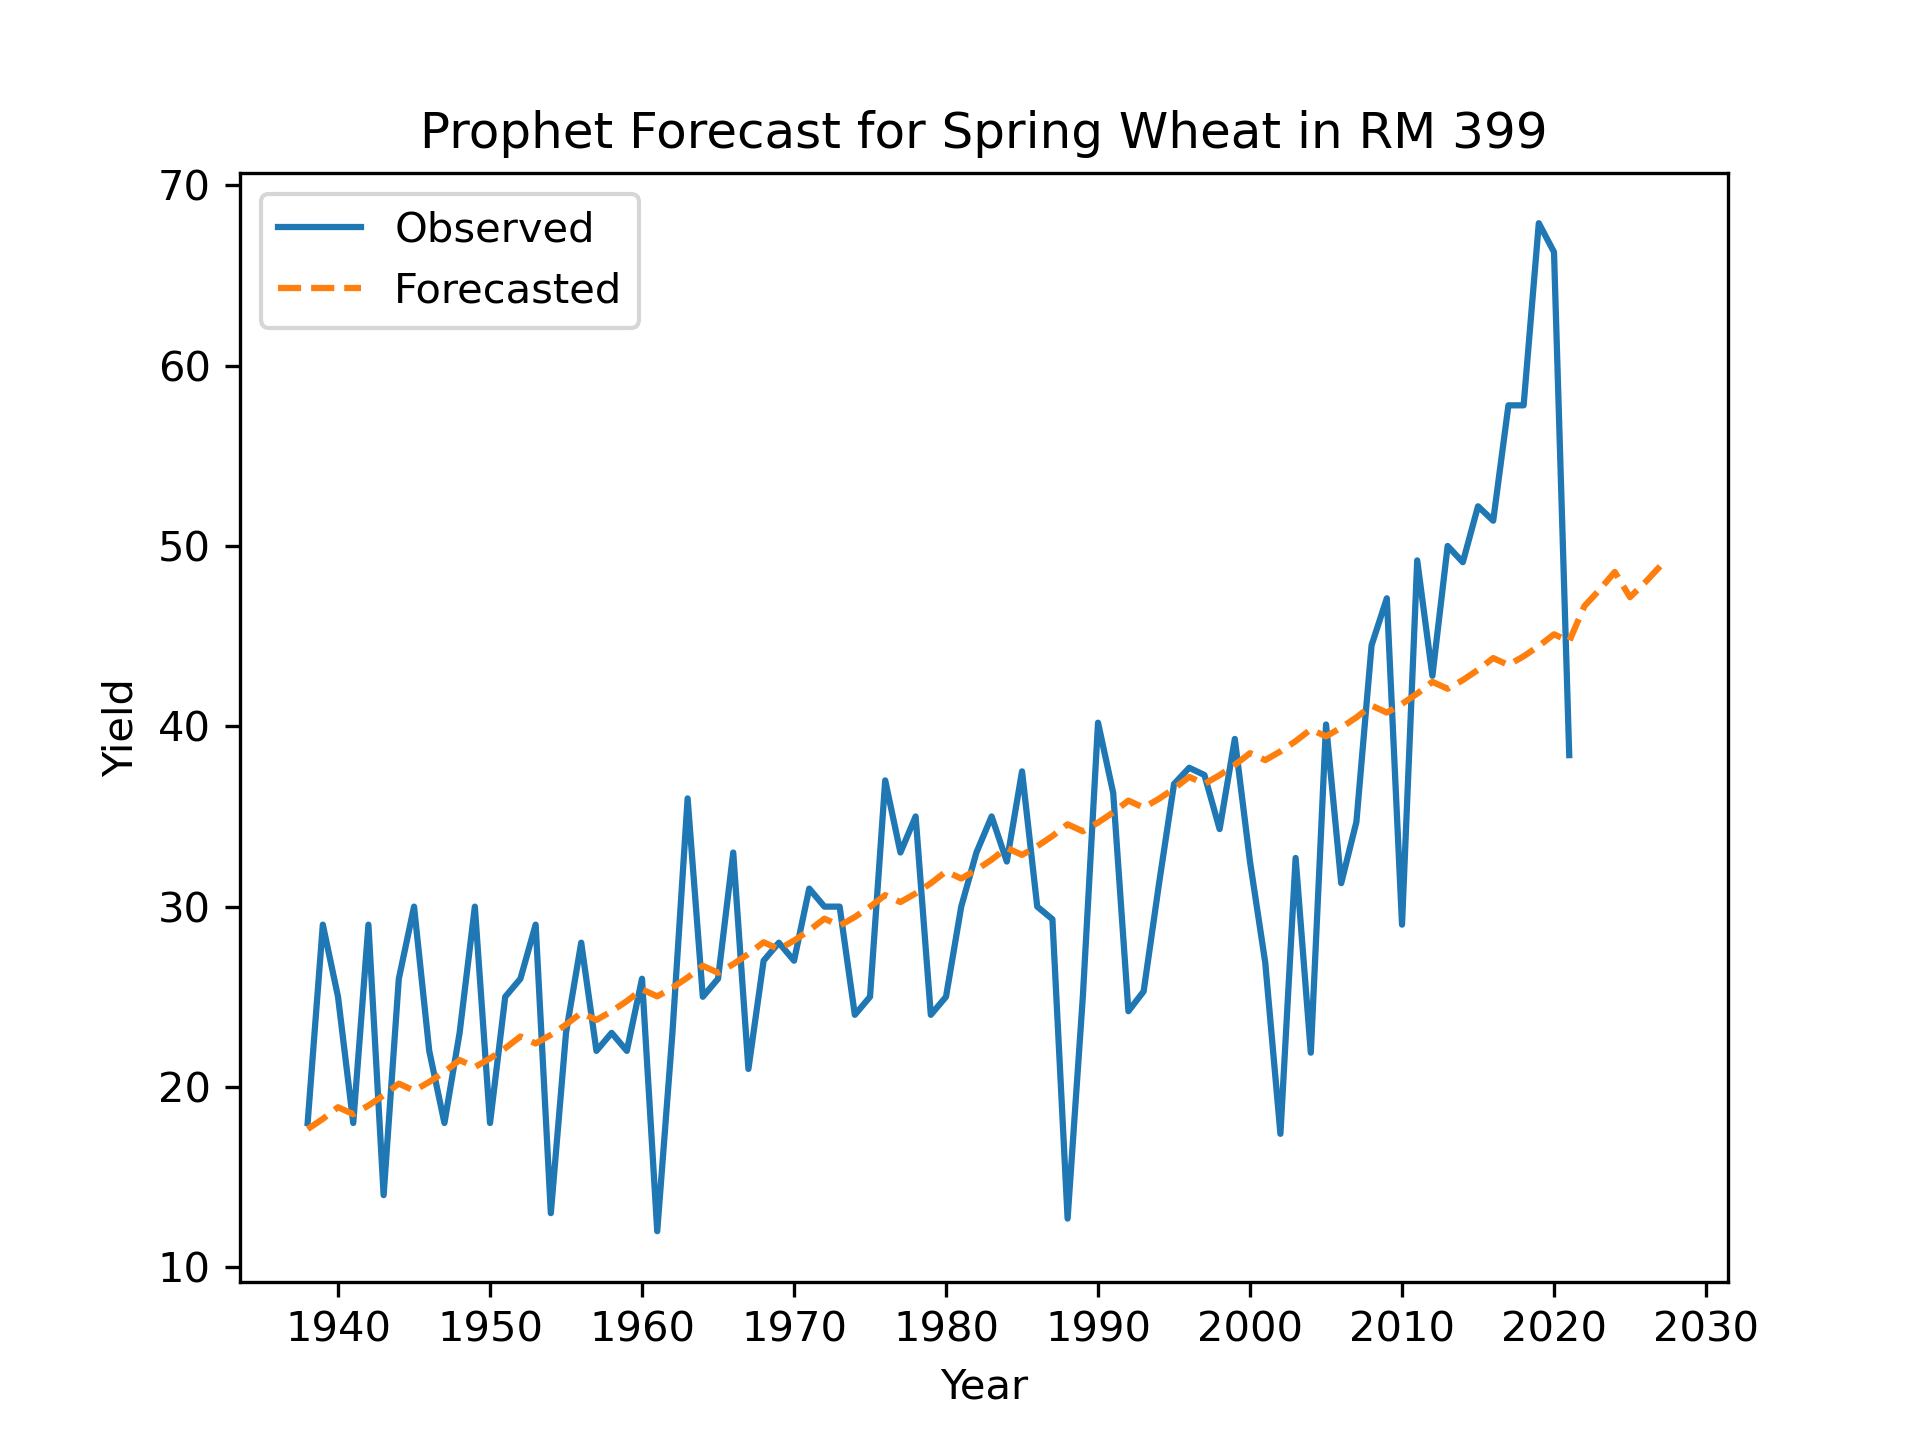 Prophet Forecast for Spring Wheat in RM 399
Observed
Forecasted
70
60
50
40
30
20
10
Yield
1940 1950 1960 1970 1980 1990 2000 2010 2020 2030
Year